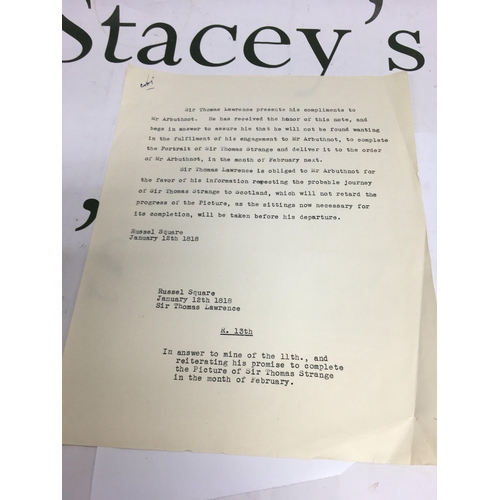 Stacey's
Sir Thomas Lawrence presents his compliments to
Mr Arbuthnot. He has received the honor of this note, and
begs in answer to assure him that he will not be found wanting
in the fulfilment of his engagement to Mr Arbuthnot, to complete
the Portrait of Sir Thomas Strange and deliver it to the order
of Mr Arbuthnot, in the month of February next.
Sir Thomas Lawrence is obliged to Mr Arbuthnot for
the favor of his information repecting the probable journey
of Sir Thomas Strange to Scotland, which will not retard the
progress of the Picture, as the sittings now necessary for
its completion, will be taken before his departure.
Russel Square
January 12th 1818
Russel Square
January 12th 1818
Sir Thomas Lawrence
R. 13th
In answer to mine of the 11th., and
reiterating his promise to complete
the Picture of Sir Thomas Strange
in the month of February.